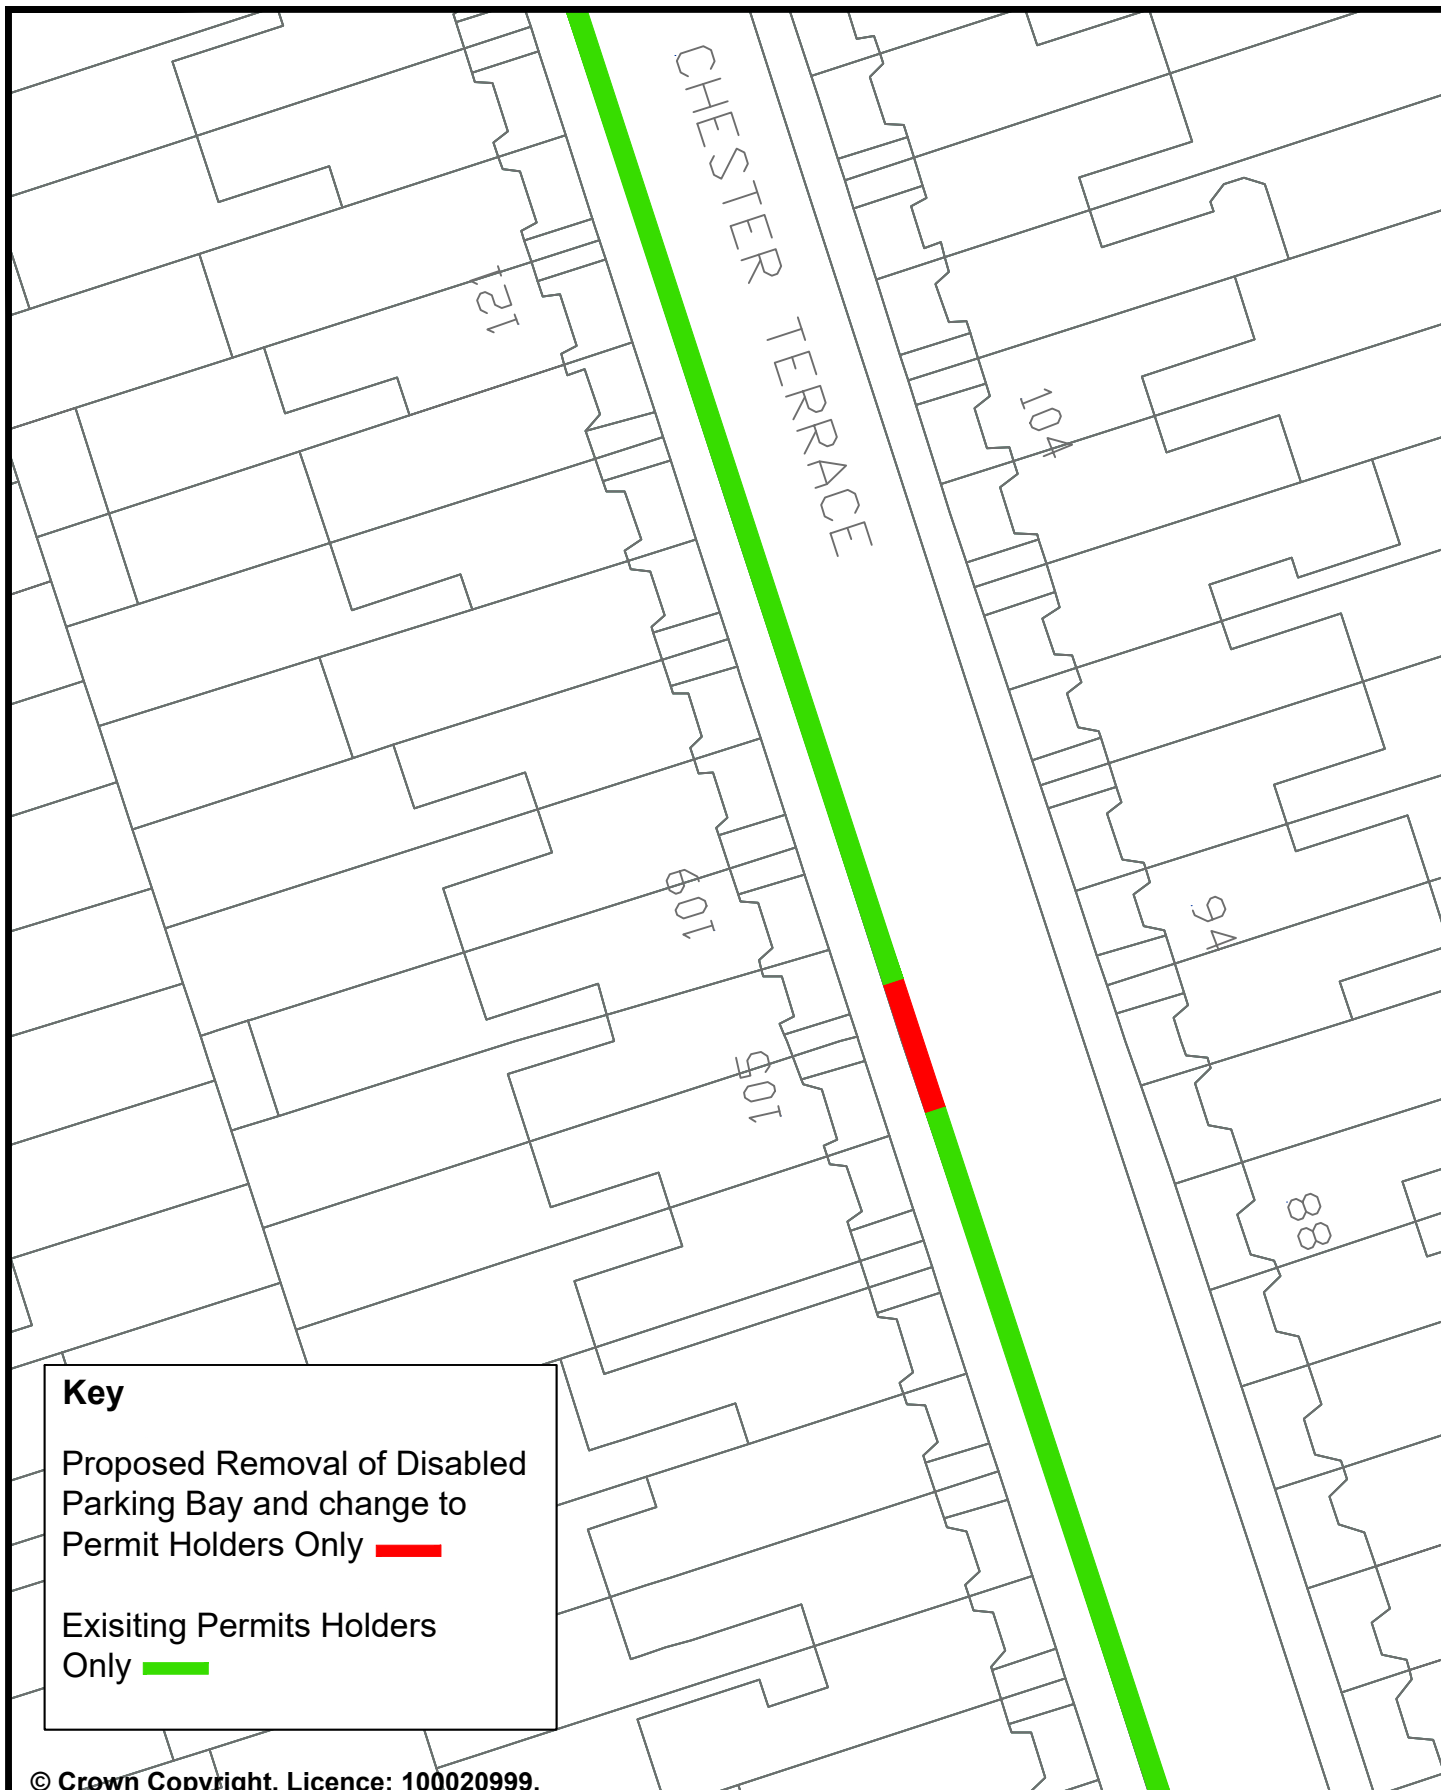 CHESTER TERRACE
121
104
109
94
105
88
Key
Proposed Removal of Disabled
Parking Bay and change to
Permit Holders Only
Exisiting Permits Holders
Only
© Crown Copyright. Licence: 100020999.